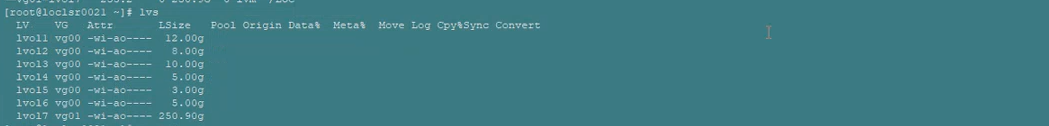 [root@loclsr0021 ~]# lvs
LV VG Attr LSize Pool Origin Data% Meta% Move Log Cpy%Sync Convert
lvol1 vg00 -wi-ao---- 12.00g
lvol2 vg00 -wi-ao---- 8.00g
lvol3 vg00 -wi-ao---- 10.00g
lvol4 vg00 -wi-ao---- 5.00g
lvol5 vg00 -wi-ao---- 3.00g
lvol6 vg00 -wi-ao---- 5.00g
lvol7 vg01 -wi-ao---- 250.90g